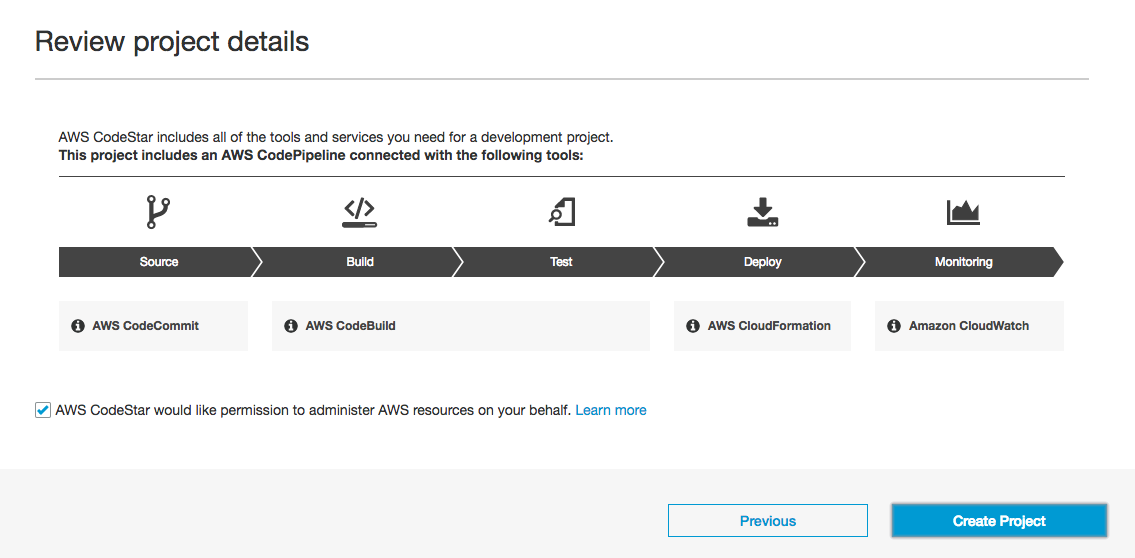 Review project details
AWS CodeStar includes all of the tools and services you need for a development project.
This project includes an AWS CodePipeline connected with the following tools:
Source
Build
Test
Deploy
Monitoring
AWS CodeCommit
AWS CodeBuild
AWS CloudFormation
Amazon CloudWatch
AWS CodeStar would like permission to administer AWS resources on your behalf. Learn more
Previous
Create Project